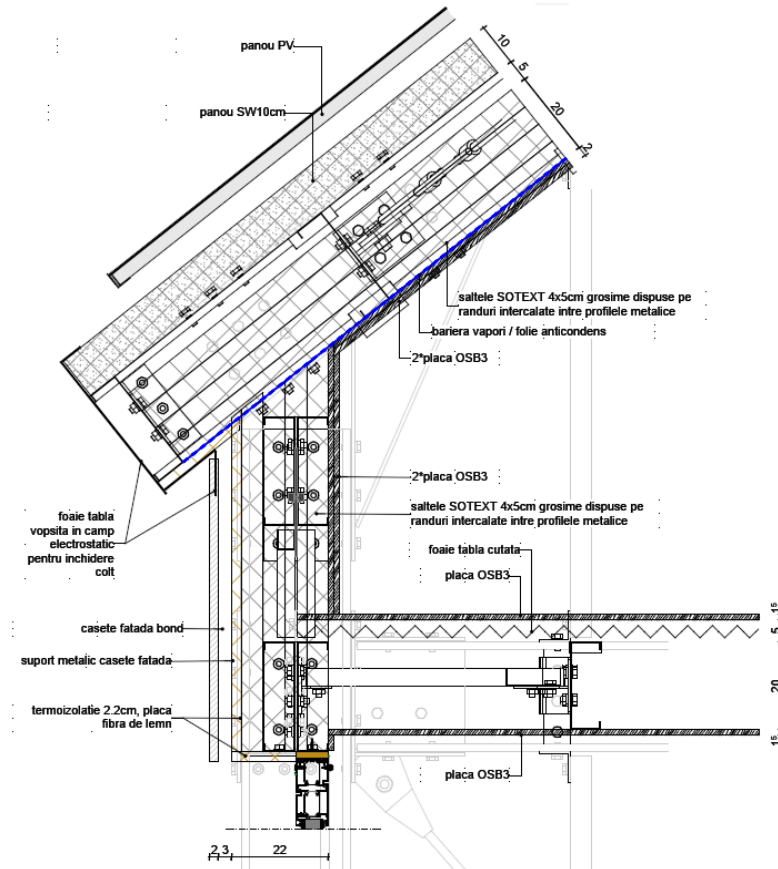 panou PV
10
5
20
2
panou SW10cm
saltele SOTEXT 4x5cm grosime dispuse pe
randuri intercalate intre profilele metalice
bariera vapori / folie anticondens
2*placa OSB3
2*placa OSB3
saltele SOTEXT 4x5cm grosime dispuse pe
randuri intercalate intre profilele metalice
foaie tabla
vopsita in camp
electrostatic
pentru inchidere
colt
foaie tabla cutata
placa OSB3
casete fatada bond
suport metalic casete fatada
termoizolatie 2.2cm, placa
fibra de lemn
placa OSB3
15
5
20
15
2 3 22